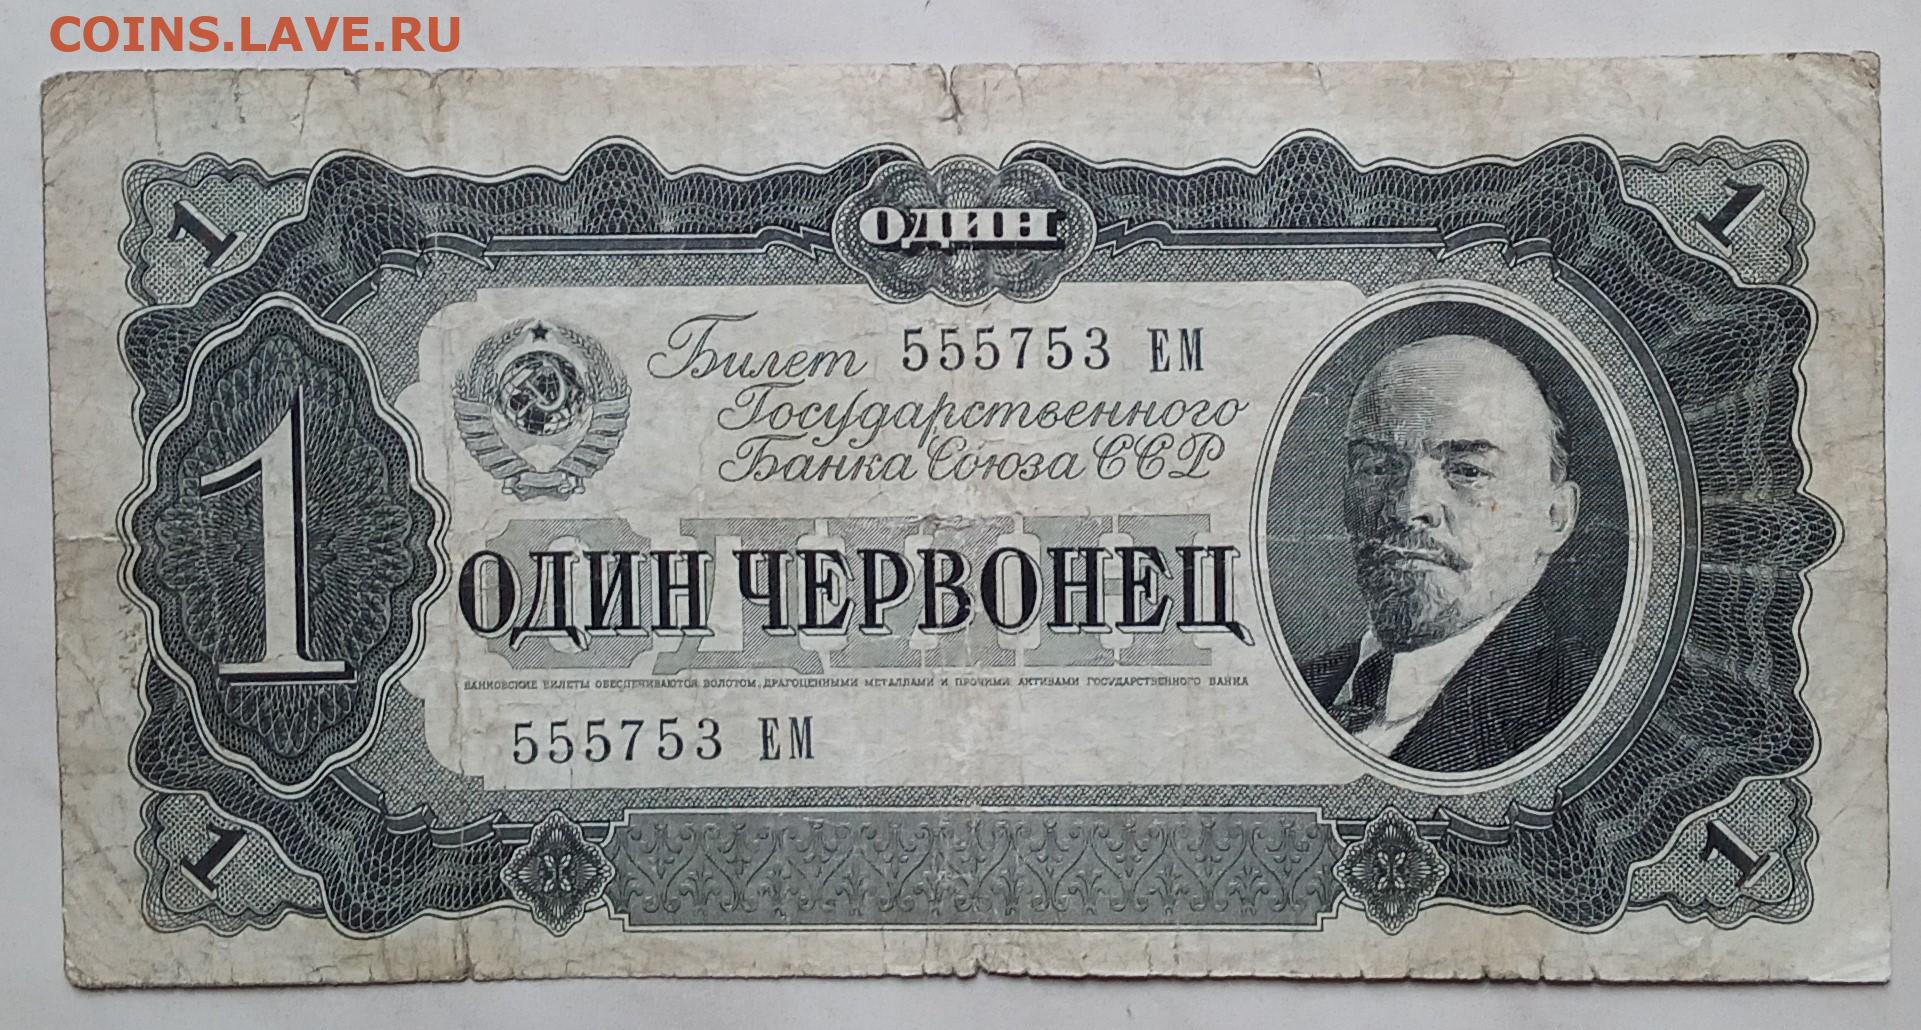 COINS.LAVE.RU
1 ОДИН 1
Билет 555753 ЕМ
Государственного
Банка Союза ССР
1
ОДИН
ОДИН ЧЕРВОНЕЦ
БАНКОВСКИЕ БИЛЕТЫ ОБЕСПЕЧИВАЮТСЯ ЗОЛОТОМ, ДРАГОЦЕННЫМИ МЕТАЛЛАМИ И ПРОЧИМИ АКТИВАМИ ГОСУДАРСТВЕННОГО БАНКА
555753 ЕМ
1 1